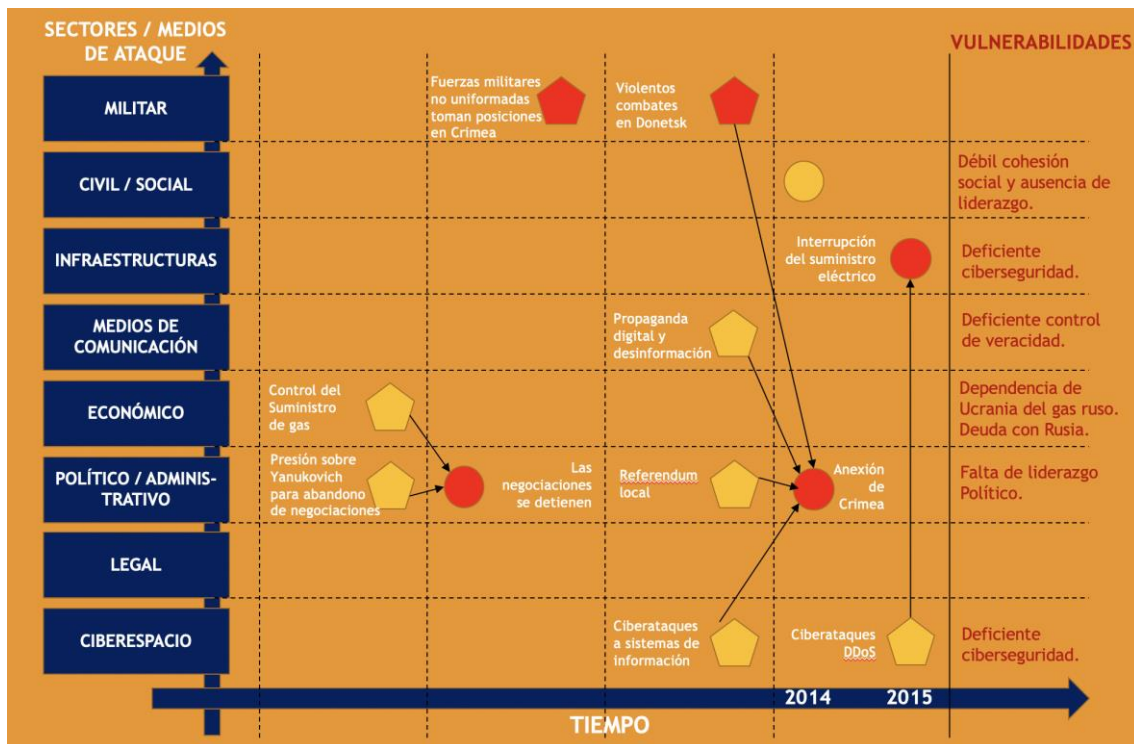 SECTORES / MEDIOS
DE ATAQUE
VULNERABILIDADES
MILITAR
Fuerzas militares
no uniformadas
toman posiciones
en Crimea
Violentos
combates
en Donetsk
CIVIL / SOCIAL
Débil cohesión
social y ausencia de
liderazgo.
INFRAESTRUCTURAS
Interrupción
del suministro
eléctrico
Deficiente
ciberseguridad.
MEDIOS DE
COMUNICACIÓN
Propaganda
digital y
desinformación
Deficiente control
de veracidad.
ECONÓMICO
Control del
Suministro
de gas
Dependencia de
Ucrania del gas ruso.
Deuda con Rusia.
POLÍTICO / ADMINIS-
TRATIVO
Presión sobre
Yanukovich
para abandono
de negociaciones
Las
negociaciones
se detienen
Referendum
local
Anexión
de
Crimea
Falta de liderazgo
Político.
LEGAL
CIBERESPACIO
Ciberataques
a sistemas de
información
Ciberataques
DDoS
Deficiente
ciberseguridad.
2014
2015
TIEMPO